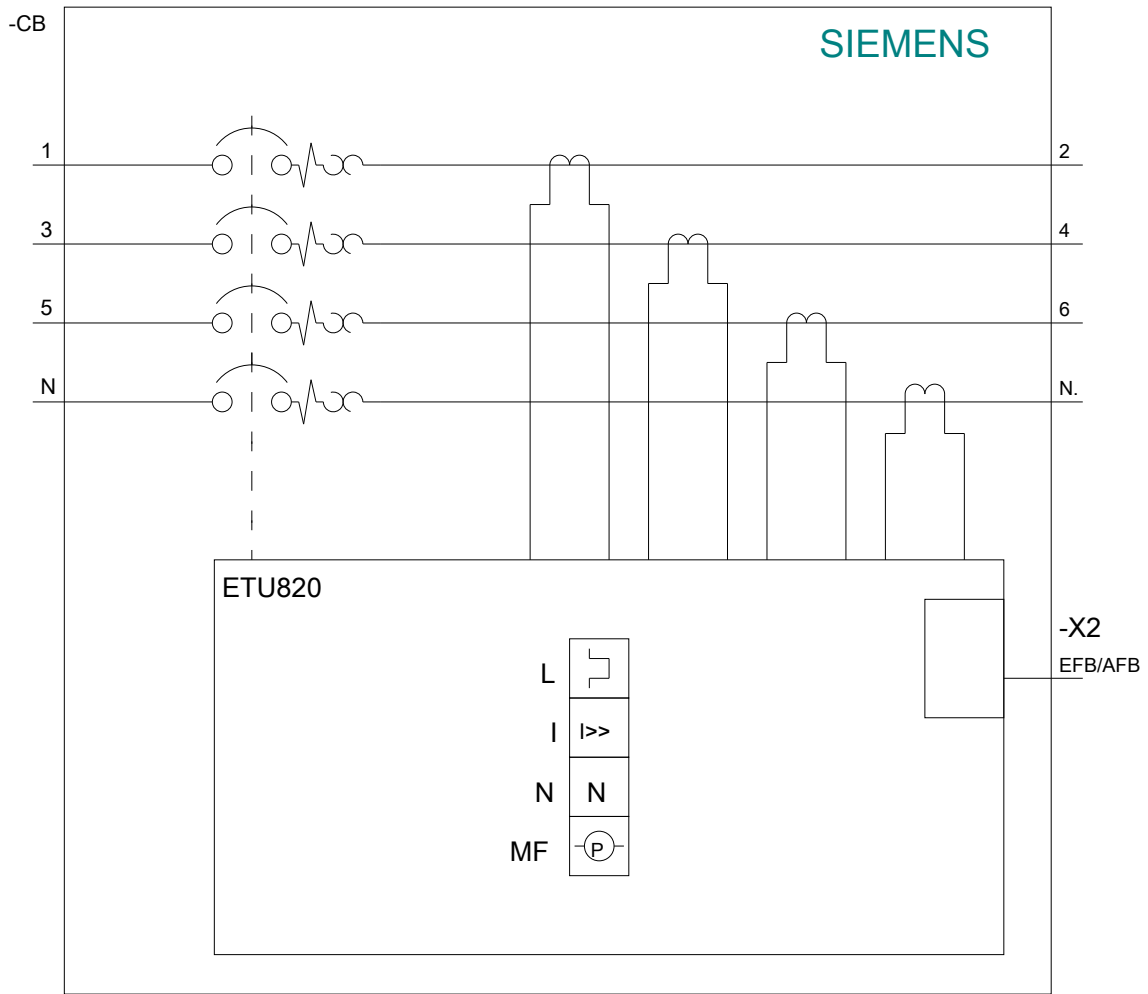 -CB
SIEMENS
1
2
3
4
5
6
N
N.
ETU820
-X2
EFB/AFB
L
I I>>
N N
MF P